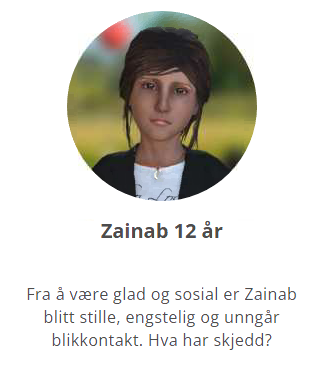 Zainab 12 år
Fra å være glad og sosial er Zainab
blitt stille, engstelig og unngår
blikkontakt. Hva har skjedd?